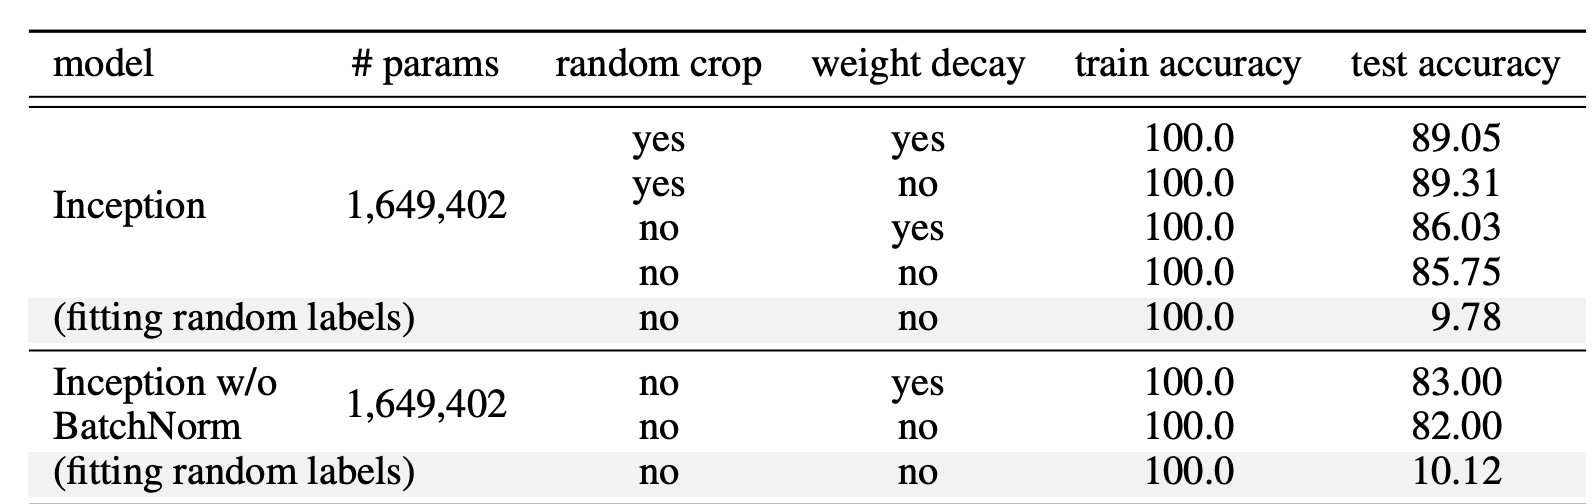 model # params random crop weight decay train accuracy test accuracy
yes yes 100.0 89.05
yes no 100.0 89.31
Inception 1,649,402
no yes 100.0 86.03
no no 100.0 85.75
(fitting random labels) no no 100.0 9.78
Inception w/o no yes 100.0 83.00
1,649,402
BatchNorm no no 100.0 82.00
(fitting random labels) no no 100.0 10.12